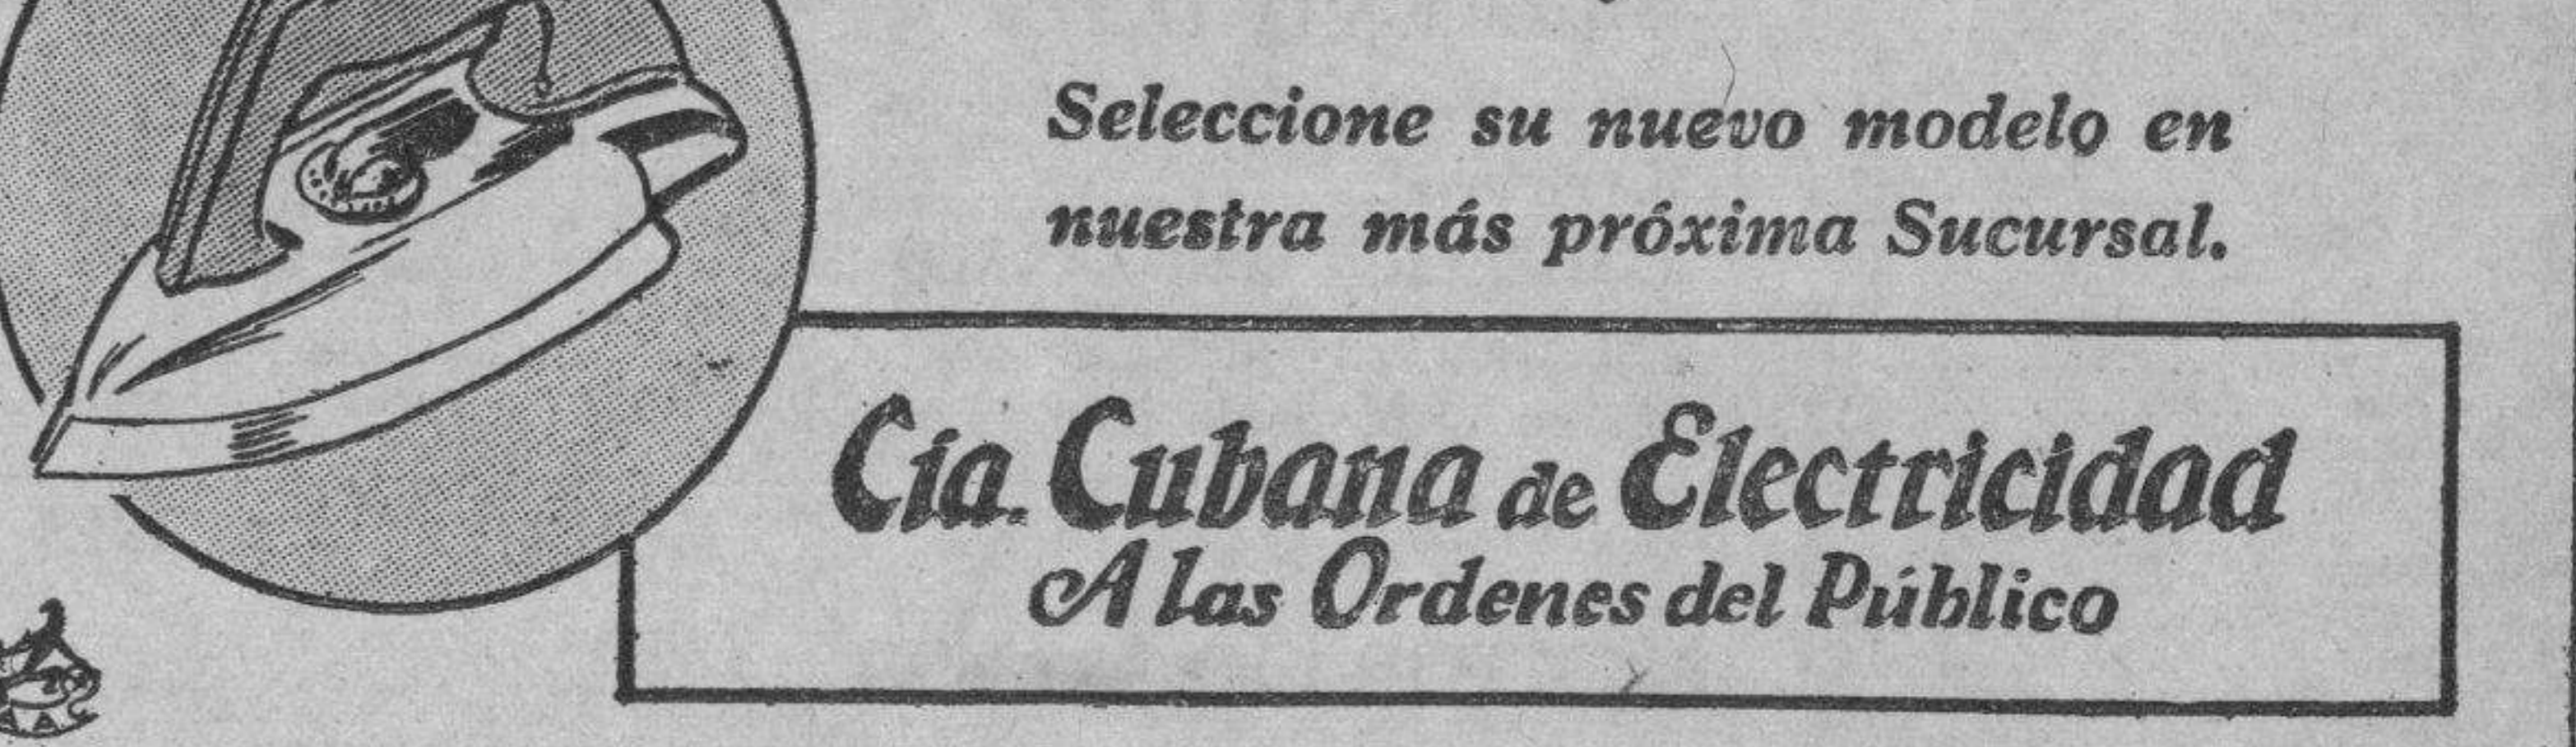 Seleccione su nuevo modelo en
nuestra más próxima Sucursal.
Cía. Cubana de Electricidad
A las Ordenes del Público